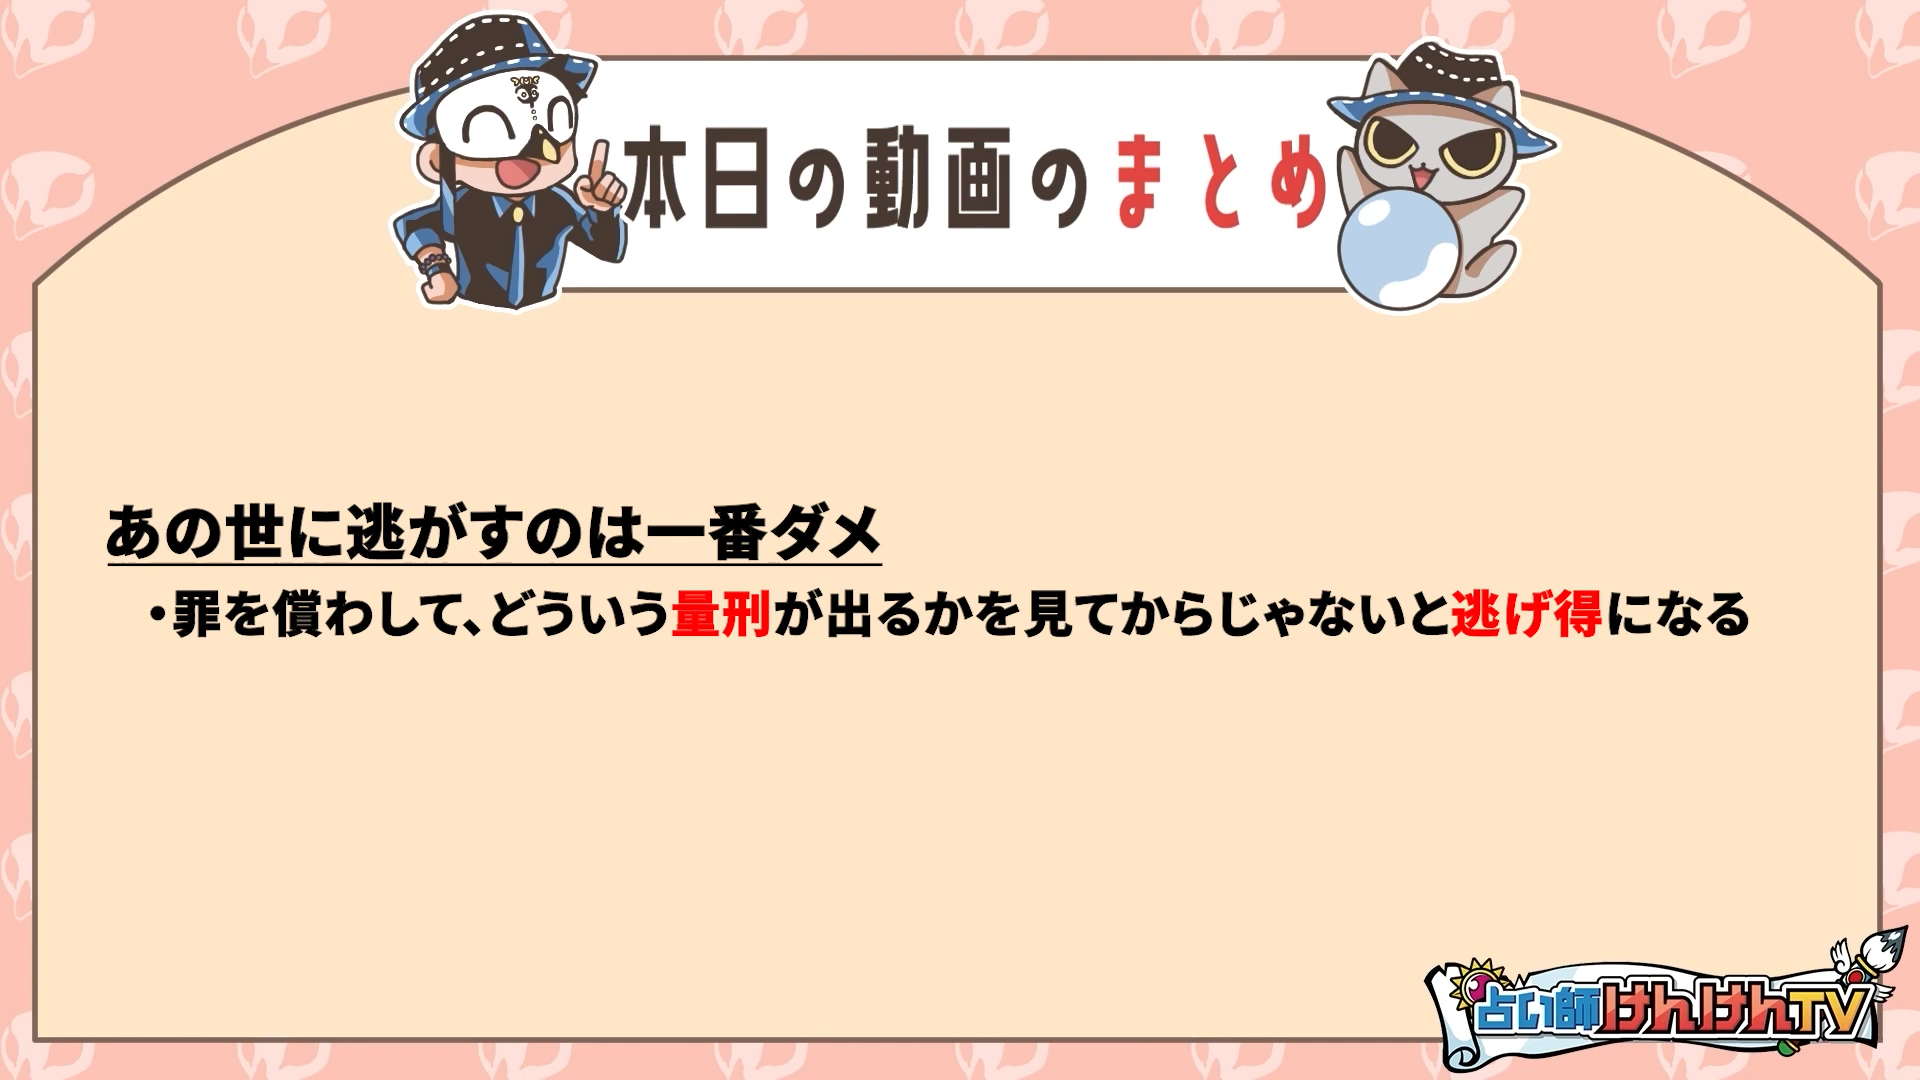 本日の動画のまとめ
あの世に逃がすのは一番ダメ
・罪を償わして、どういう量刑が出るかを見てからじゃないと逃げ得になる
占い師けんけんTV